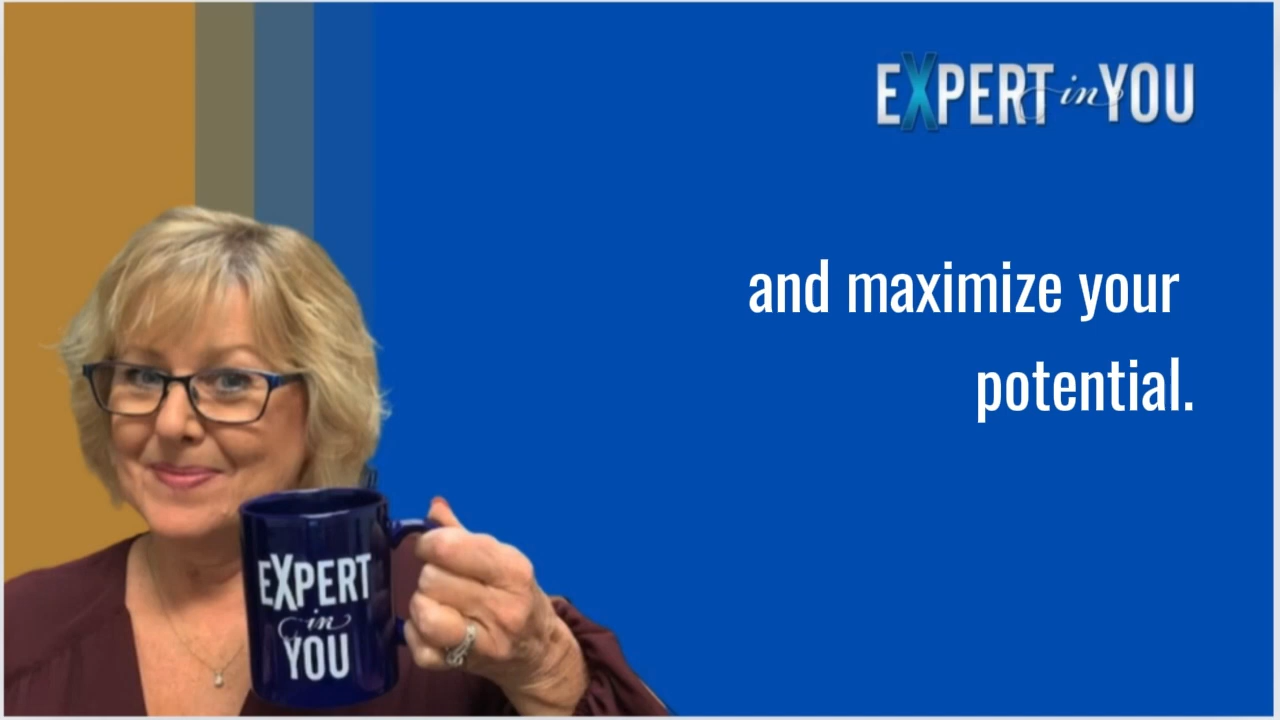 EXPERT in YOU
and maximize your
potential.
EXPERT
in
YOU